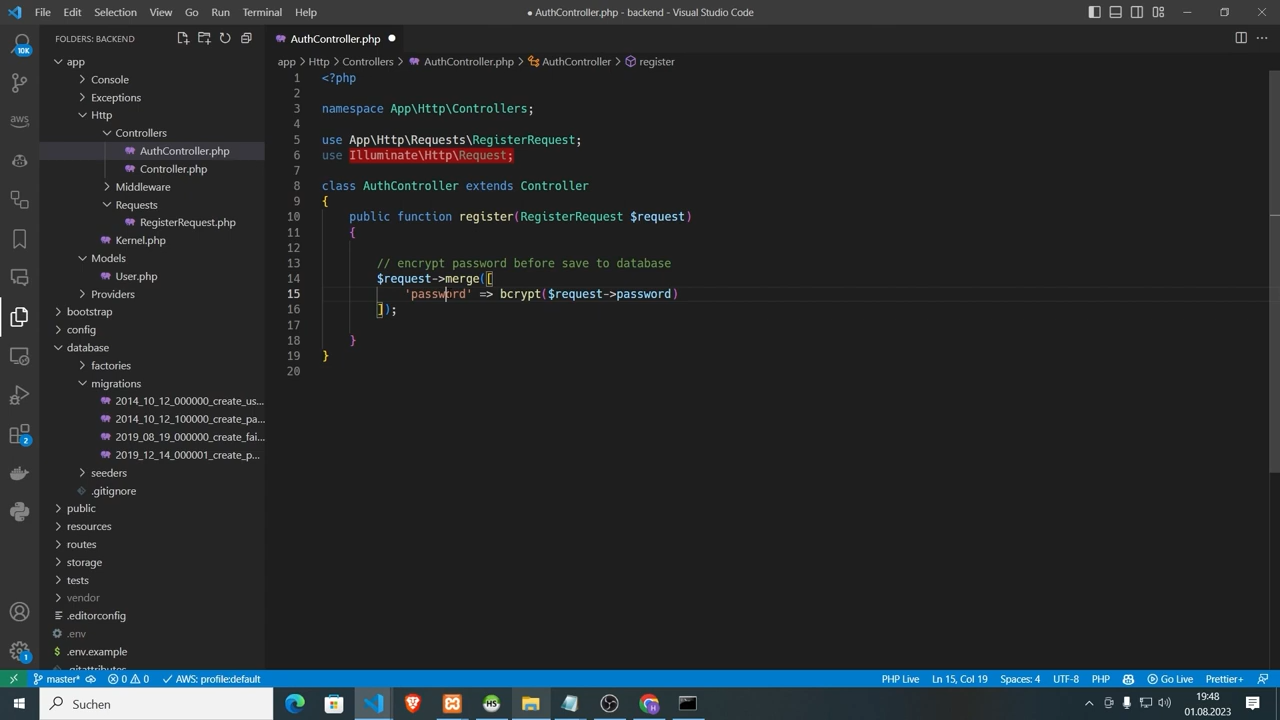 File Edit Selection View Go Run Terminal Help
● AuthController.php - backend - Visual Studio Code
FOLDERS: BACKEND
AuthController.php ●
app > Http > Controllers > AuthController.php > AuthController > register
10K
aws
2
1
app
Console
Exceptions
Http
Controllers
AuthController.php
Controller.php
Middleware
Requests
RegisterRequest.php
Kernel.php
Models
User.php
Providers
bootstrap
config
database
factories
migrations
2014_10_12_000000_create_us...
2014_10_12_100000_create_pa...
2019_08_19_000000_create_fai...
2019_12_14_000001_create_p...
seeders
.gitignore
public
resources
routes
storage
tests
vendor
.editorconfig
.env
.env.example
.gitattributes
1 <?php
2
3 namespace App\Http\Controllers;
4
5 use App\Http\Requests\RegisterRequest;
6 use Illuminate\Http\Request;
7
8 class AuthController extends Controller
9 {
10 public function register(RegisterRequest $request)
11 {
12
13 // encrypt password before save to database
14 $request->merge([
15 'password' => bcrypt($request->password)
16 ]);
17
18 }
19 }
20
master* 0 0 AWS: profile:default
PHP Live Ln 15, Col 19 Spaces: 4 UTF-8 PHP Go Live Prettier+
Suchen
HS
19:48
01.08.2023